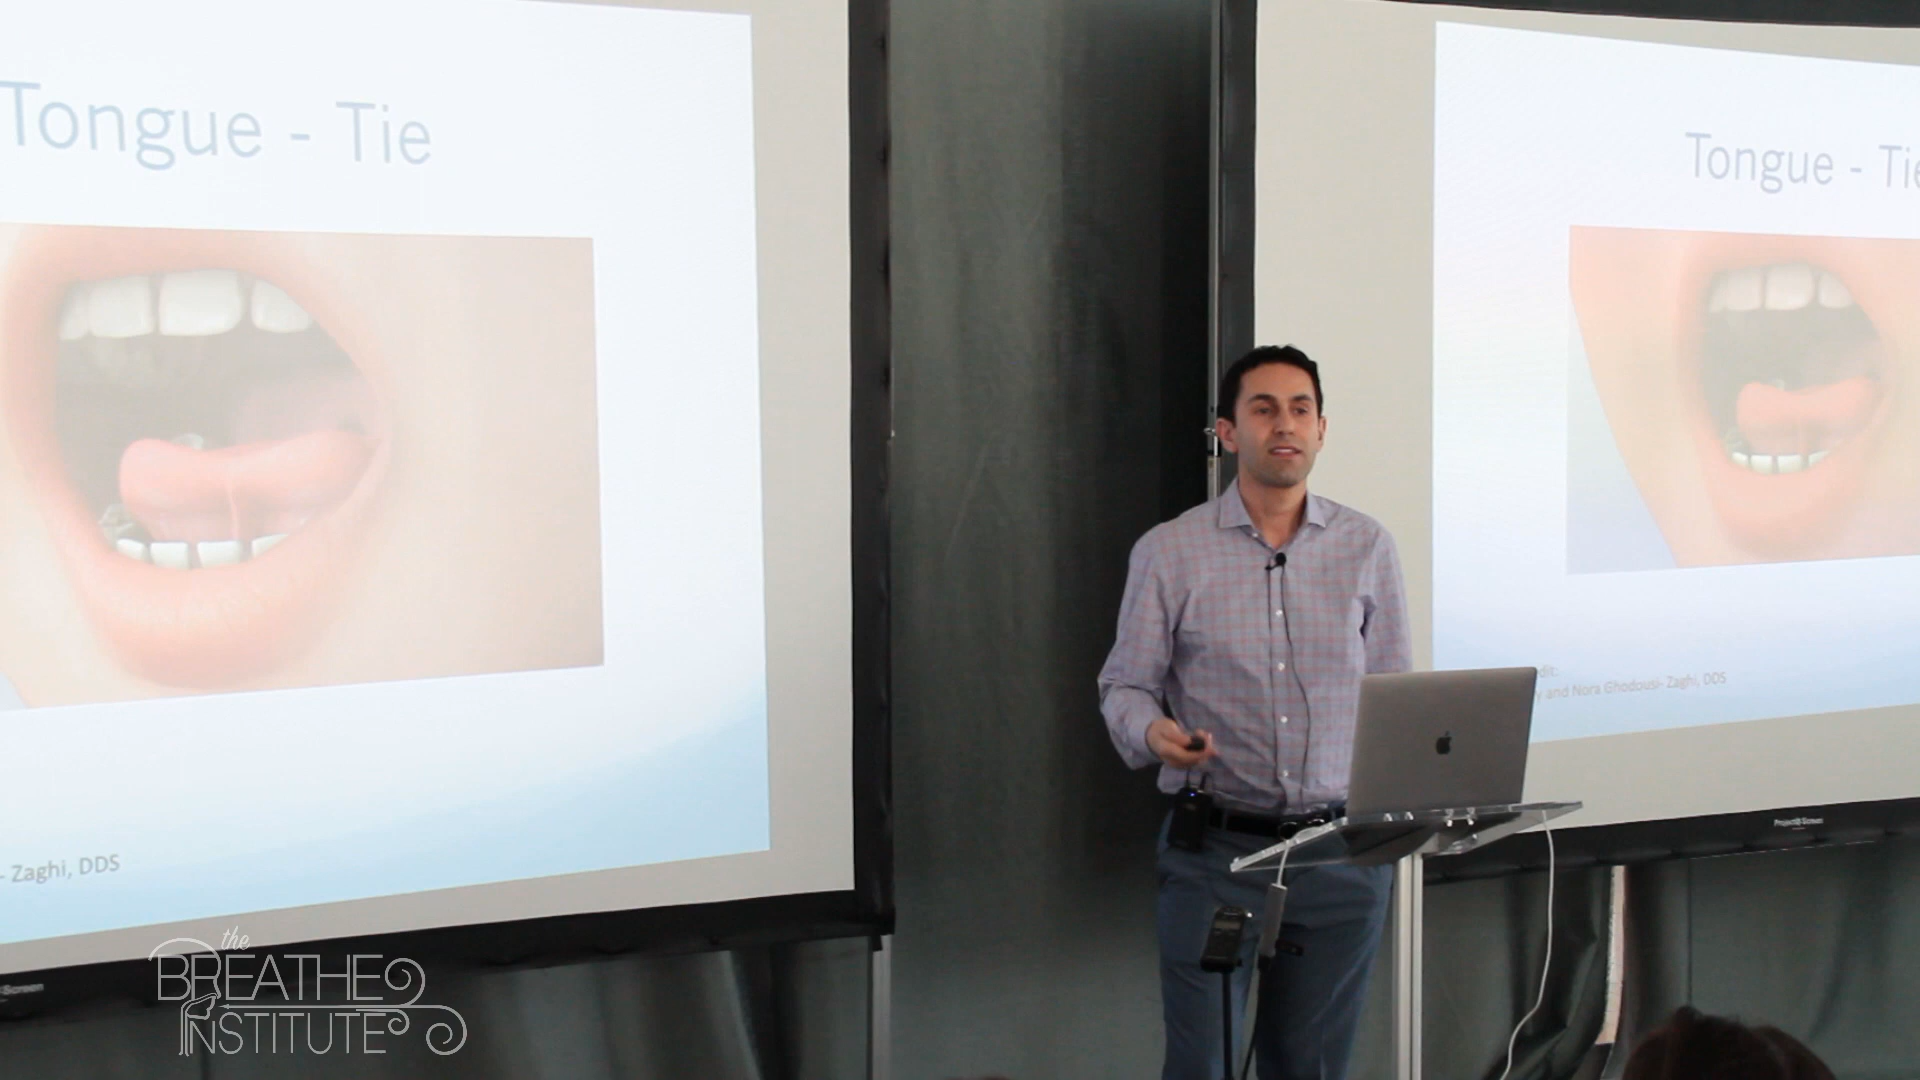 Tongue - Tie
- Zaghi, DDS
the
BREATHE
INSTITUTE
Tongue - Tie
y and Nora Ghodousi- Zaghi, DDS